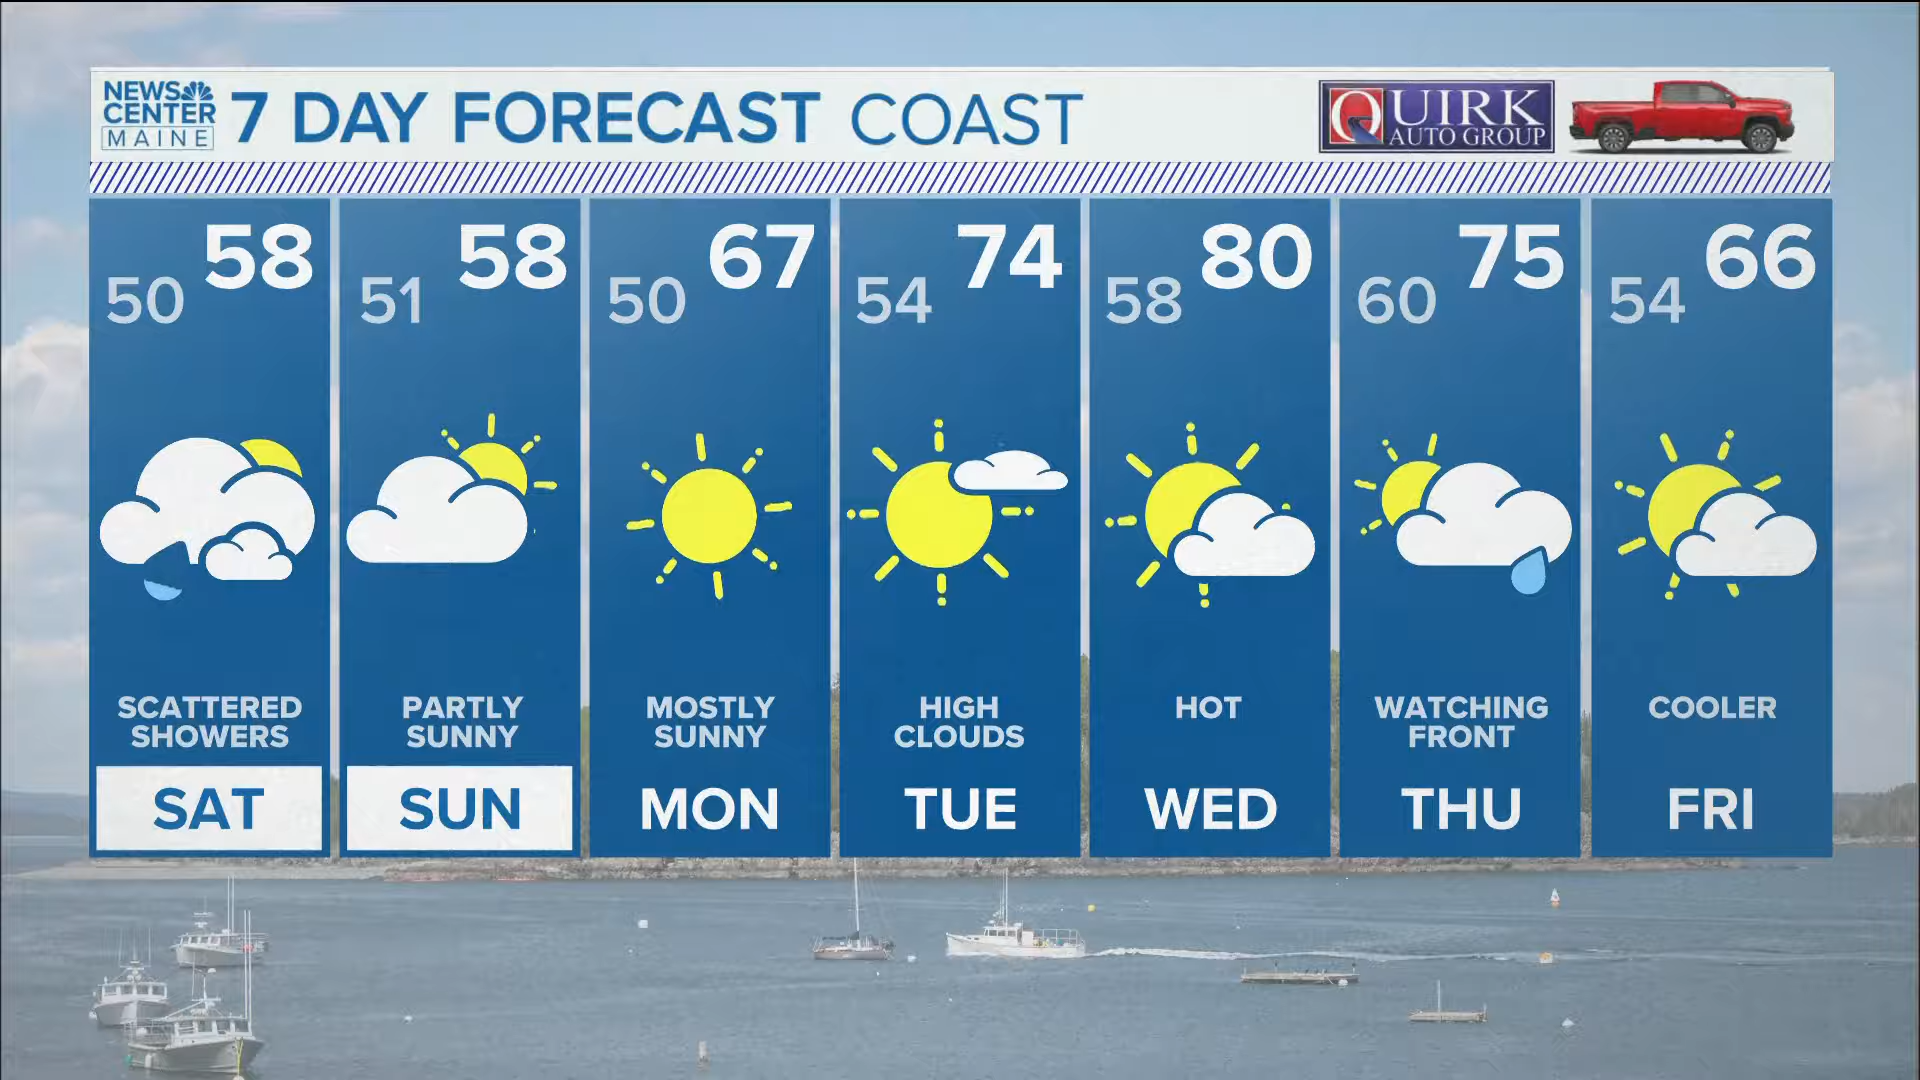 NEWS
CENTER
MAINE
7 DAY FORECAST COAST
QUIRK
AUTO GROUP
50 58
51 58
50 67
54 74
58 80
60 75
54 66
SCATTERED
SHOWERS
PARTLY
SUNNY
MOSTLY
SUNNY
HIGH
CLOUDS
HOT
WATCHING
FRONT
COOLER
SAT
SUN
MON
TUE
WED
THU
FRI